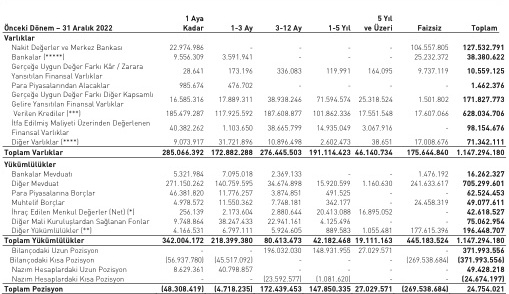 1 Aya 5 Yıl
Önceki Dönem – 31 Aralık 2022 Kadar 1-3 Ay 3-12 Ay 1-5 Yıl ve Üzeri Faizsiz Toplam
Varlıklar
Nakit Değerler ve Merkez Bankası 22.974.986 - - - - 104.557.805 127.532.791
Bankalar (*****) 9.556.309 3.591.941 - - - 25.232.372 38.380.622
Gerçeğe Uygun Değer Farkı Kâr / Zarara
Yansıtılan Finansal Varlıklar 28.641 173.196 336.083 119.991 164.095 9.737.119 10.559.125
Para Piyasalarından Alacaklar 985.674 476.702 - - - - 1.462.376
Gerçeğe Uygun Değer Farkı Diğer Kapsamlı
Gelire Yansıtılan Finansal Varlıklar 16.585.316 17.889.311 38.938.246 71.594.574 25.318.524 1.501.802 171.827.773
Verilen Krediler (***) 185.479.287 117.925.592 187.608.877 101.862.336 17.551.548 17.607.066 628.034.706
İtfa Edilmiş Maliyeti Üzerinden Değerlenen
Finansal Varlıklar 40.382.262 1.103.650 38.665.799 14.935.049 3.067.916 - 98.154.676
Diğer Varlıklar (****) 9.073.917 31.721.896 10.896.498 2.602.473 38.651 17.008.676 71.342.111
Toplam Varlıklar 285.066.392 172.882.288 276.445.503 191.114.423 46.140.734 175.644.840 1.147.294.180
Yükümlülükler
Bankalar Mevduatı 5.321.984 7.095.018 2.369.133 - - 1.476.192 16.262.327
Diğer Mevduat 271.150.262 140.759.595 34.674.898 15.920.599 1.160.630 241.633.617 705.299.601
Para Piyasalarına Borçlar 46.381.820 11.776.257 3.874.851 491.525 - - 62.524.453
Muhtelif Borçlar 4.978.572 11.550.362 7.748.181 342.177 - 24.458.319 49.077.611
İhraç Edilen Menkul Değerler (Net) (*) 256.139 2.173.604 2.880.644 20.413.088 16.895.052 - 42.618.527
Diğer Mali Kuruluşlardan Sağlanan Fonlar 9.748.864 38.247.433 22.941.161 4.125.496 - - 75.062.954
Diğer Yükümlülükler (**) 4.166.531 6.797.111 5.924.605 889.583 1.055.481 177.615.396 196.448.707
Toplam Yükümlülükler 342.004.172 218.399.380 80.413.473 42.182.468 19.111.163 445.183.524 1.147.294.180
Bilançodaki Uzun Pozisyon - - 196.032.030 148.931.955 27.029.571 - 371.993.556
Bilançodaki Kısa Pozisyon (56.937.780) (45.517.092) - - - (269.538.684) (371.993.556)
Nazım Hesaplardaki Uzun Pozisyon 8.629.361 40.798.857 - - - - 49.428.218
Nazım Hesaplardaki Kısa Pozisyon - - (23.592.577) (1.081.620) - - (24.674.197)
Toplam Pozisyon (48.308.419) (4.718.235) 172.439.453 147.850.335 27.029.571 (269.538.684) 24.754.021